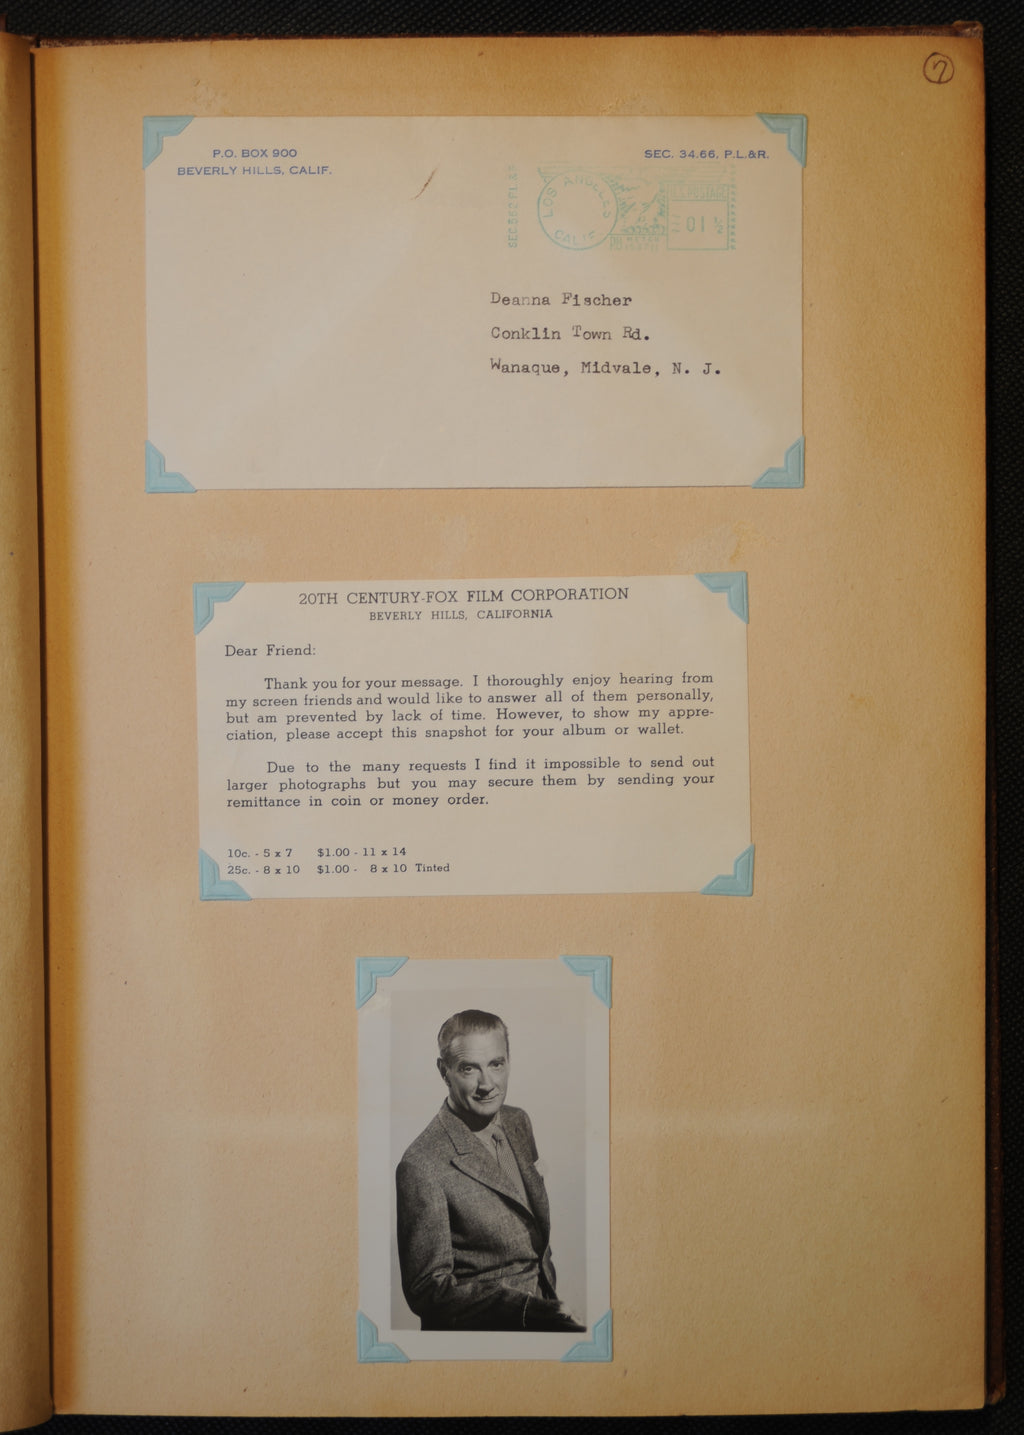 7
P.O. BOX 900
BEVERLY HILLS, CALIF.
SEC. 34.66, P.L.&R.
SEC 562 P.L.&R
LOS ANGELES
CALIF
U.S. POSTAGE
01 ½
PB METER
Deanna Fischer
Conklin Town Rd.
Wanaque, Midvale, N. J.
20TH CENTURY-FOX FILM CORPORATION
BEVERLY HILLS, CALIFORNIA
Dear Friend:
Thank you for your message. I thoroughly enjoy hearing from
my screen friends and would like to answer all of them personally,
but am prevented by lack of time. However, to show my appre-
ciation, please accept this snapshot for your album or wallet.
Due to the many requests I find it impossible to send out
larger photographs but you may secure them by sending your
remittance in coin or money order.
10c. - 5 x 7 $1.00 - 11 x 14
25c. - 8 x 10 $1.00 - 8 x 10 Tinted